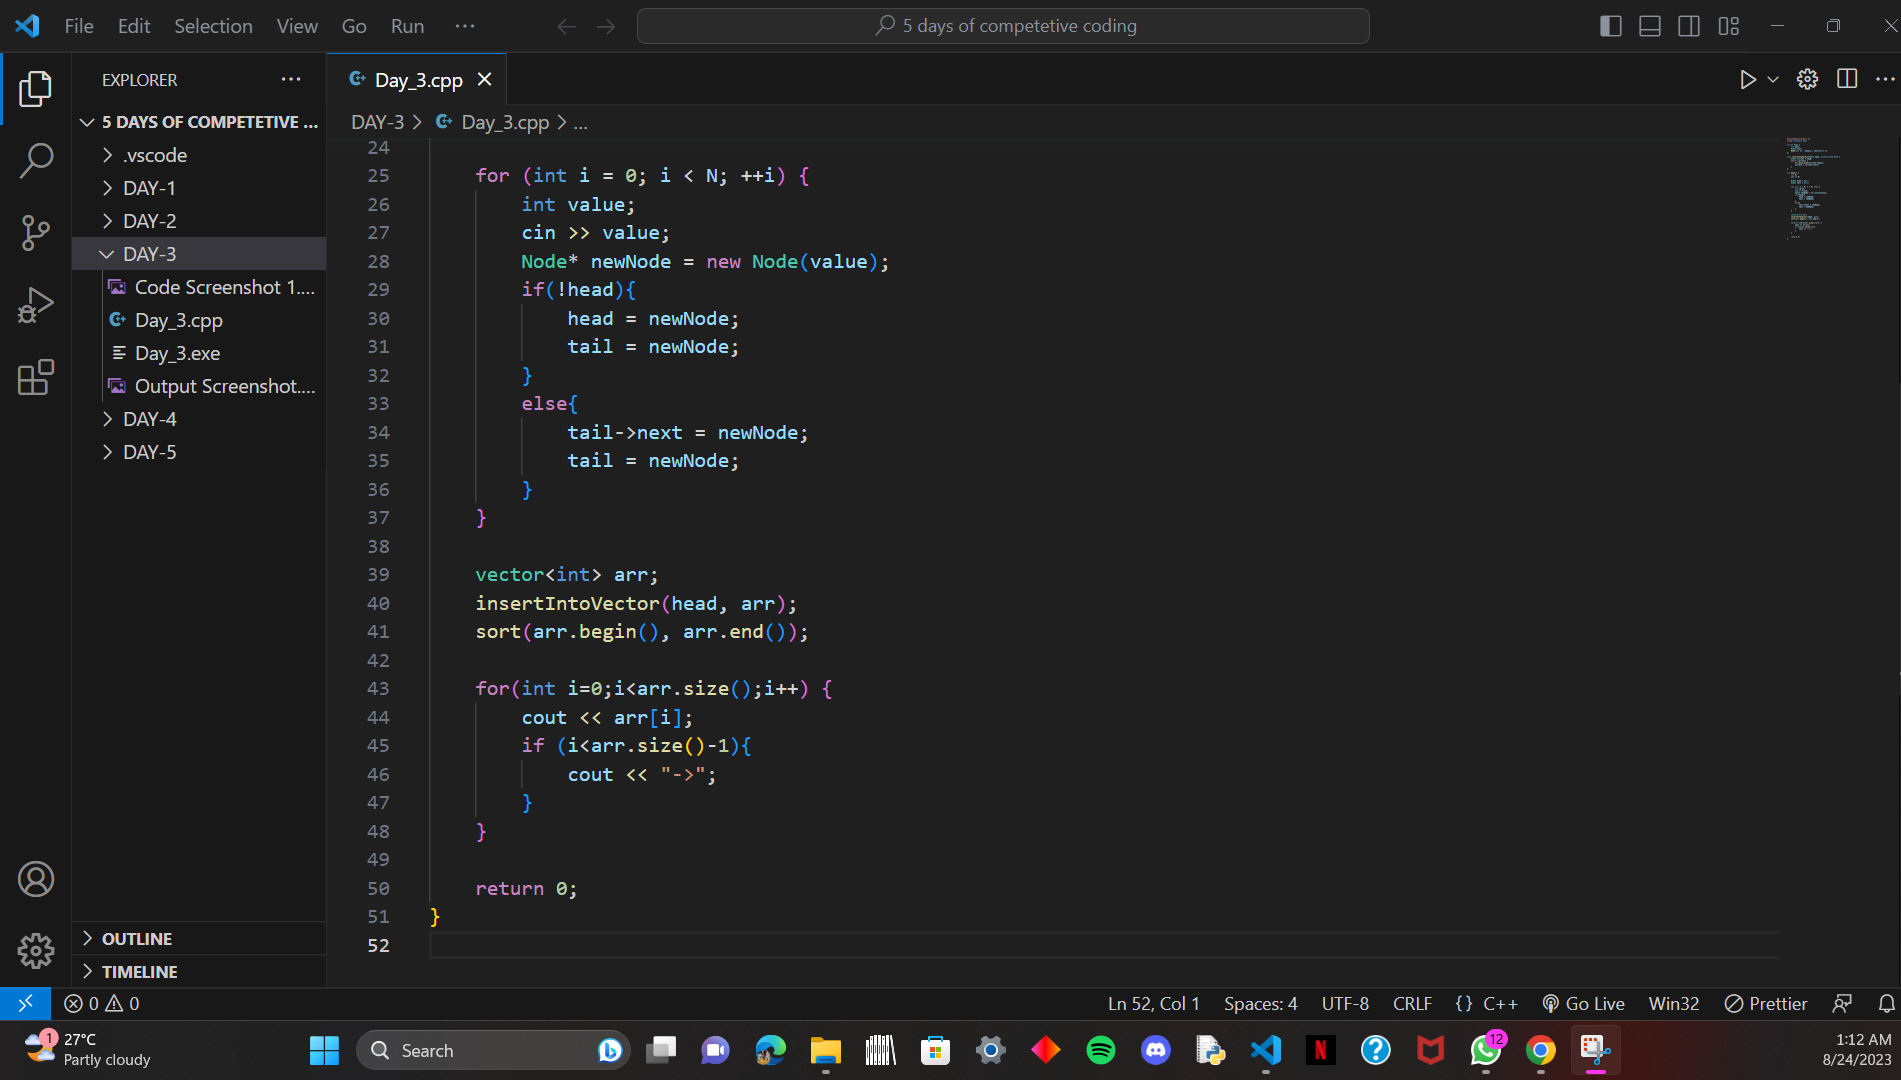 File Edit Selection View Go Run ···
5 days of competetive coding
EXPLORER ···
5 DAYS OF COMPETETIVE ...
.vscode
DAY-1
DAY-2
DAY-3
Code Screenshot 1....
Day_3.cpp
Day_3.exe
Output Screenshot....
DAY-4
DAY-5
OUTLINE
TIMELINE
Day_3.cpp
DAY-3 > Day_3.cpp > ...
24
25 for (int i = 0; i < N; ++i) {
26 int value;
27 cin >> value;
28 Node* newNode = new Node(value);
29 if(!head){
30 head = newNode;
31 tail = newNode;
32 }
33 else{
34 tail->next = newNode;
35 tail = newNode;
36 }
37 }
38
39 vector<int> arr;
40 insertIntoVector(head, arr);
41 sort(arr.begin(), arr.end());
42
43 for(int i=0;i<arr.size();i++) {
44 cout << arr[i];
45 if (i<arr.size()-1){
46 cout << "->";
47 }
48 }
49
50 return 0;
51 }
52
0 0 Ln 52, Col 1 Spaces: 4 UTF-8 CRLF {} C++ Go Live Win32 Prettier
1 27°C
Partly cloudy
Search
N
12
1:12 AM
8/24/2023